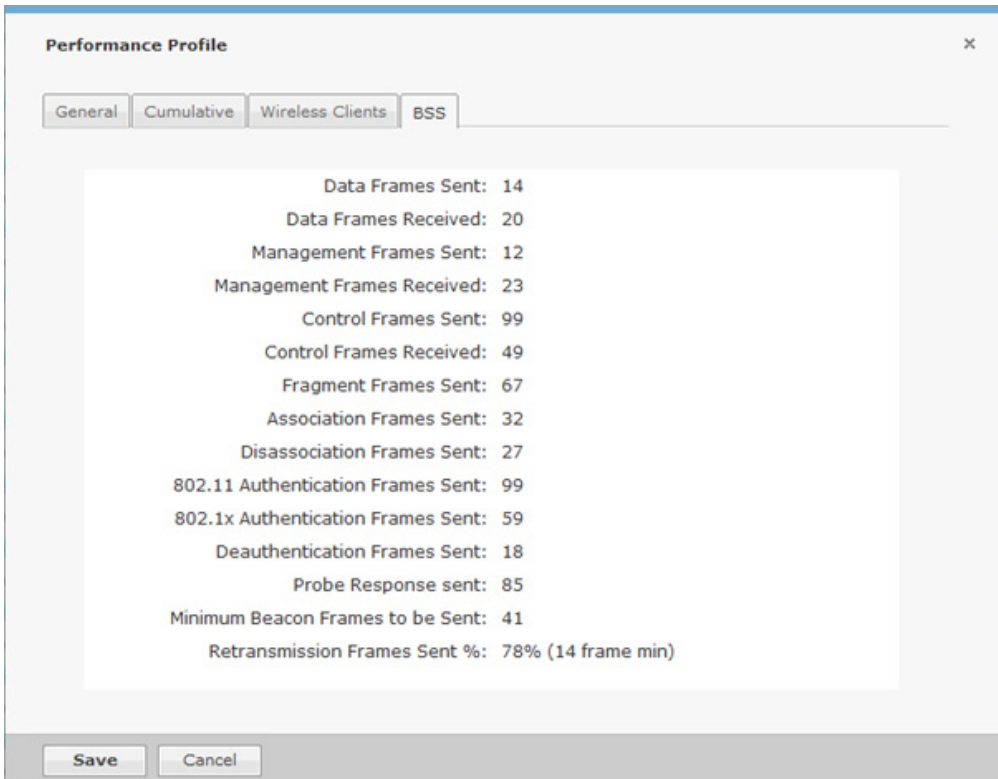 Performance Profile ×
General Cumulative Wireless Clients BSS
Data Frames Sent: 14
Data Frames Received: 20
Management Frames Sent: 12
Management Frames Received: 23
Control Frames Sent: 99
Control Frames Received: 49
Fragment Frames Sent: 67
Association Frames Sent: 32
Disassociation Frames Sent: 27
802.11 Authentication Frames Sent: 99
802.1x Authentication Frames Sent: 59
Deauthentication Frames Sent: 18
Probe Response sent: 85
Minimum Beacon Frames to be Sent: 41
Retransmission Frames Sent %: 78% (14 frame min)
Save Cancel